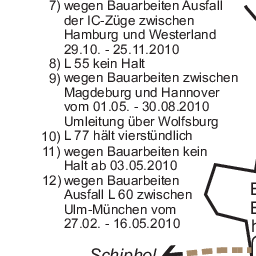 7) wegen Bauarbeiten Ausfall
der IC-Züge zwischen
Hamburg und Westerland
29.10. - 25.11.2010
8) L 55 kein Halt
9) wegen Bauarbeiten zwischen
Magdeburg und Hannover
vom 01.05. - 30.08.2010
Umleitung über Wolfsburg
10) L 77 hält vierstündlich
11) wegen Bauarbeiten kein
Halt ab 03.05.2010
12) wegen Bauarbeiten
Ausfall L 60 zwischen
Ulm-München vom
27.02. - 16.05.2010
Schiphol